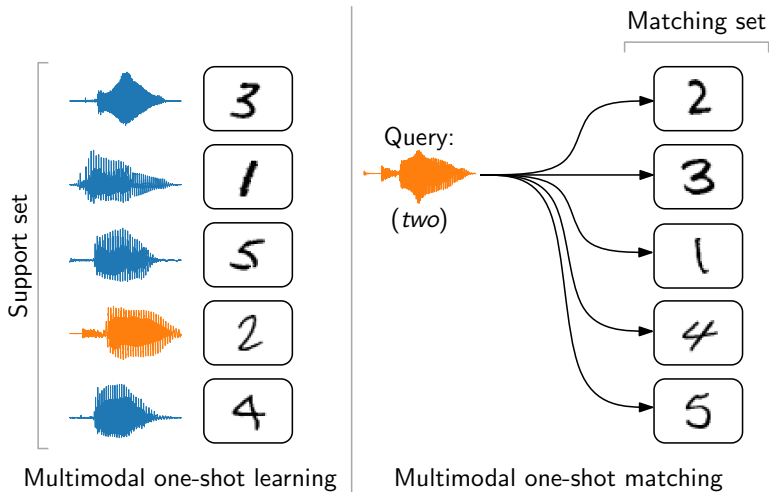 Support set
3
1
5
2
4
Multimodal one-shot learning
Matching set
Query:
(two)
2
3
1
4
5
Multimodal one-shot matching